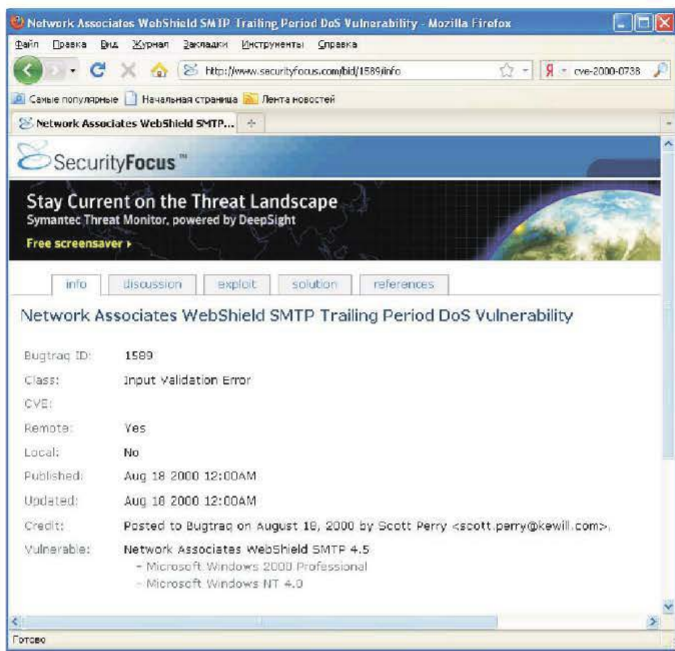 Network Associates WebShield SMTP Trailing Period DoS Vulnerability - Mozilla Firefox
Файл Правка Вид Журнал Закладки Инструменты Справка
http://www.securityfocus.com/bid/1589/info
Я cve-2000-0738
Самые популярные Начальная страница Лента новостей
Network Associates WebShield SMTP...
SecurityFocus™
Stay Current on the Threat Landscape
Symantec Threat Monitor, powered by DeepSight
Free screensaver
info discussion exploit solution references
Network Associates WebShield SMTP Trailing Period DoS Vulnerability
Bugtraq ID: 1589
Class: Input Validation Error
CVE:
Remote: Yes
Local: No
Published: Aug 18 2000 12:00AM
Updated: Aug 18 2000 12:00AM
Credit: Posted to Bugtraq on August 18, 2000 by Scott Perry <scott.perry@kewill.com>.
Vulnerable: Network Associates WebShield SMTP 4.5
- Microsoft Windows 2000 Professional
- Microsoft Windows NT 4.0
Готово